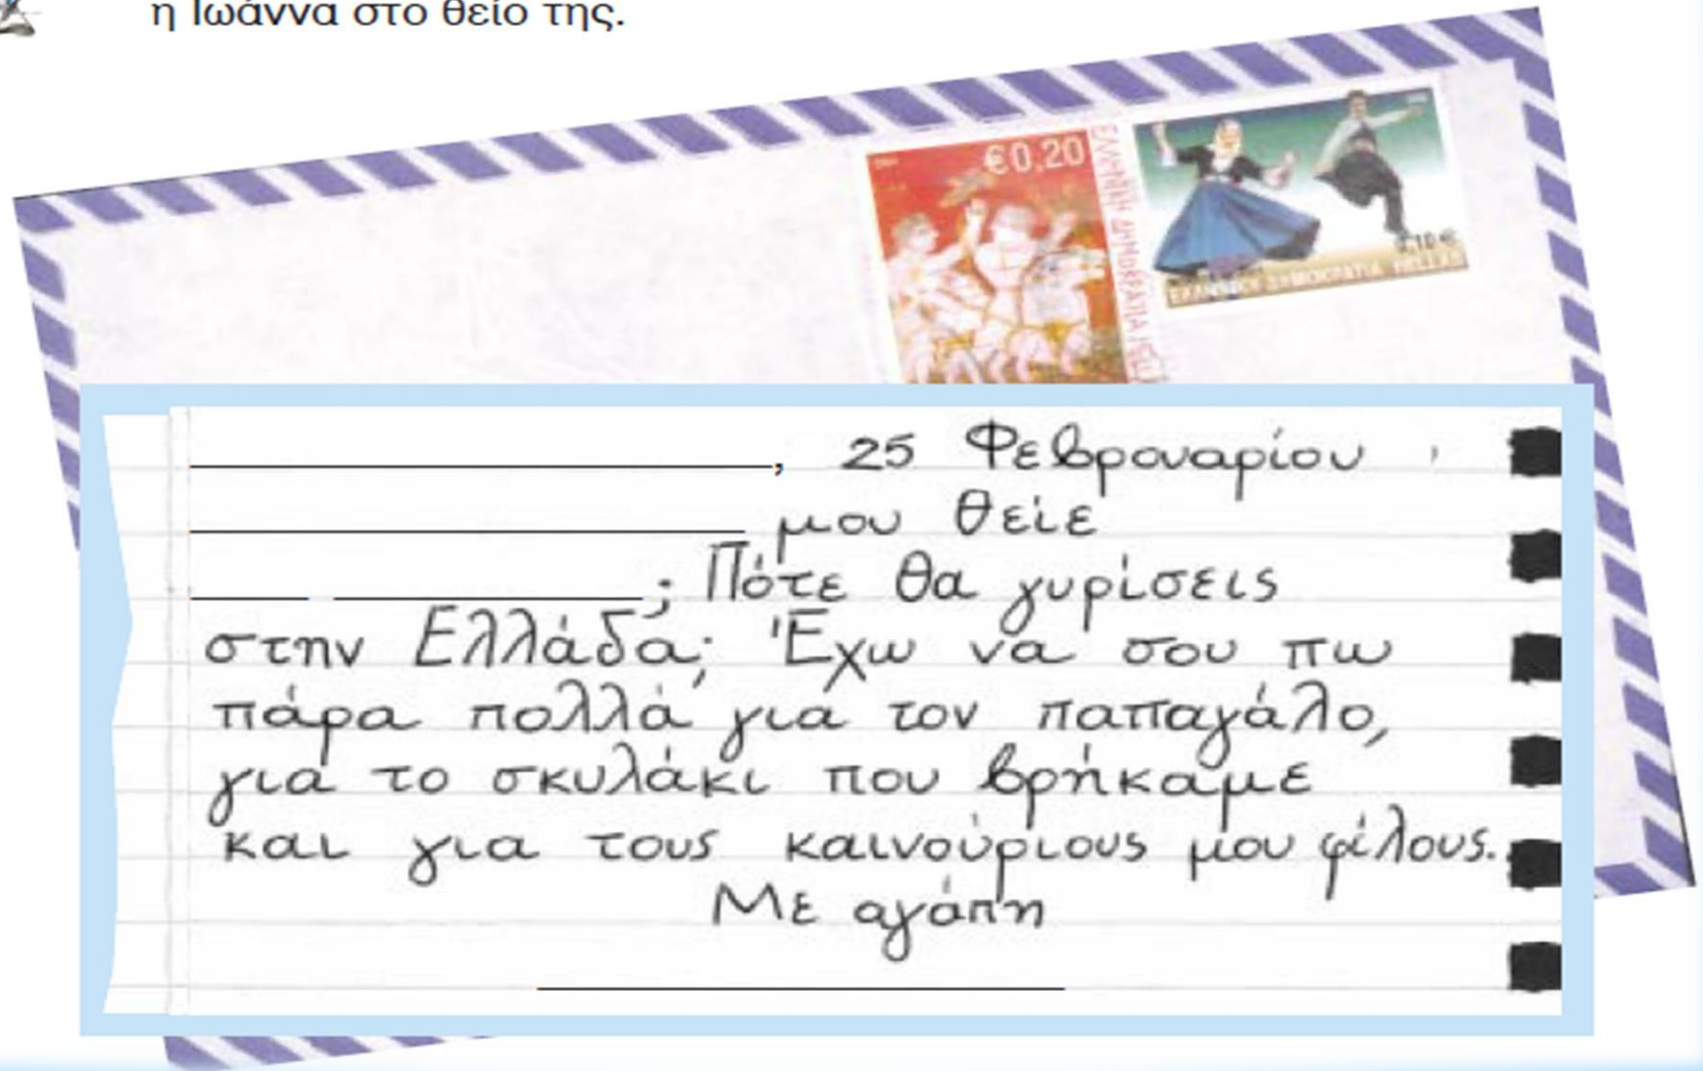 η Ιωάννα στο θείο της.
€0,20
ΕΛΛΗΝΙΚΗ ΔΗΜΟΚΡΑΤΙΑ
0,10 €
ΕΛΛΗΝΙΚΗ ΔΗΜΟΚΡΑΤΙΑ HELLAS
, 25 Φεβρουαρίου
μου θείε
; Πότε θα γυρίσεις
στην Ελλάδα; Έχω να σου πω
πάρα πολλά για τον παπαγάλο,
για το σκυλάκι που βρήκαμε
και για τους καινούριους μου φίλους.
Με αγάπη